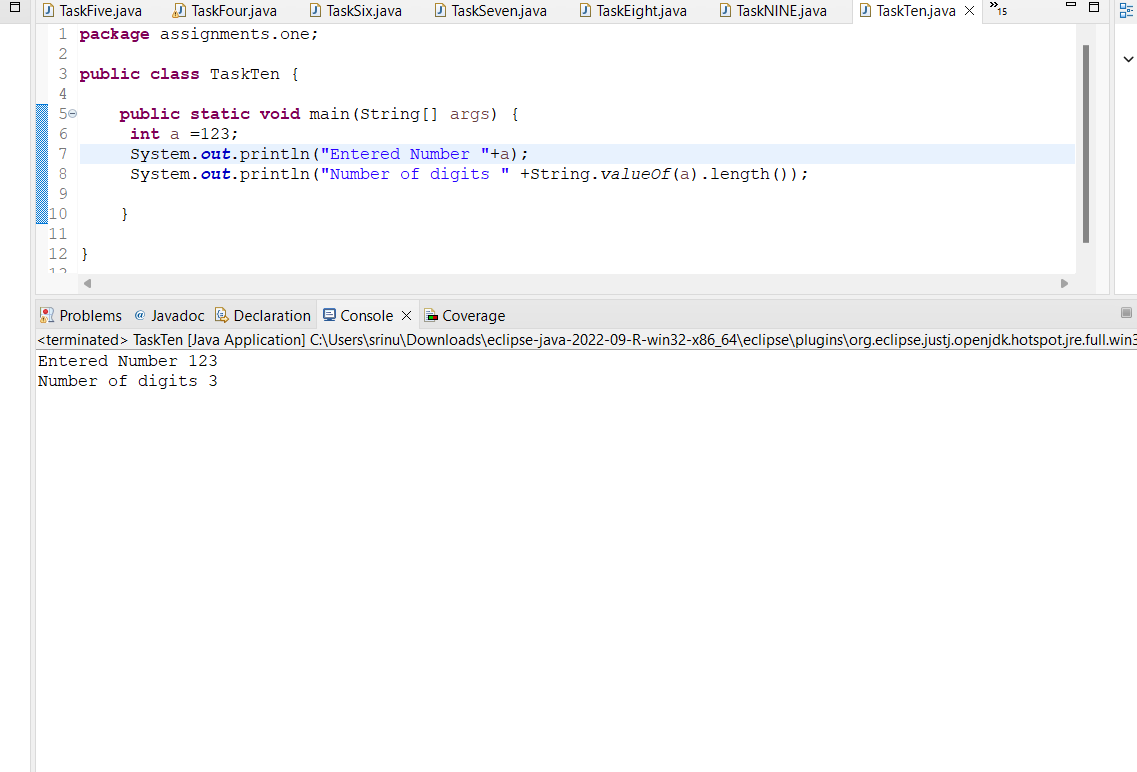 TaskFive.java TaskFour.java TaskSix.java TaskSeven.java TaskEight.java TaskNINE.java TaskTen.java »15
1 package assignments.one;
2
3 public class TaskTen {
4
5 public static void main(String[] args) {
6 int a =123;
7 System.out.println("Entered Number "+a);
8 System.out.println("Number of digits " +String.valueOf(a).length());
9
10 }
11
12 }
13
Problems @ Javadoc Declaration Console Coverage
<terminated> TaskTen [Java Application] C:\Users\srinu\Downloads\eclipse-java-2022-09-R-win32-x86_64\eclipse\plugins\org.eclipse.justj.openjdk.hotspot.jre.full.win3
Entered Number 123
Number of digits 3